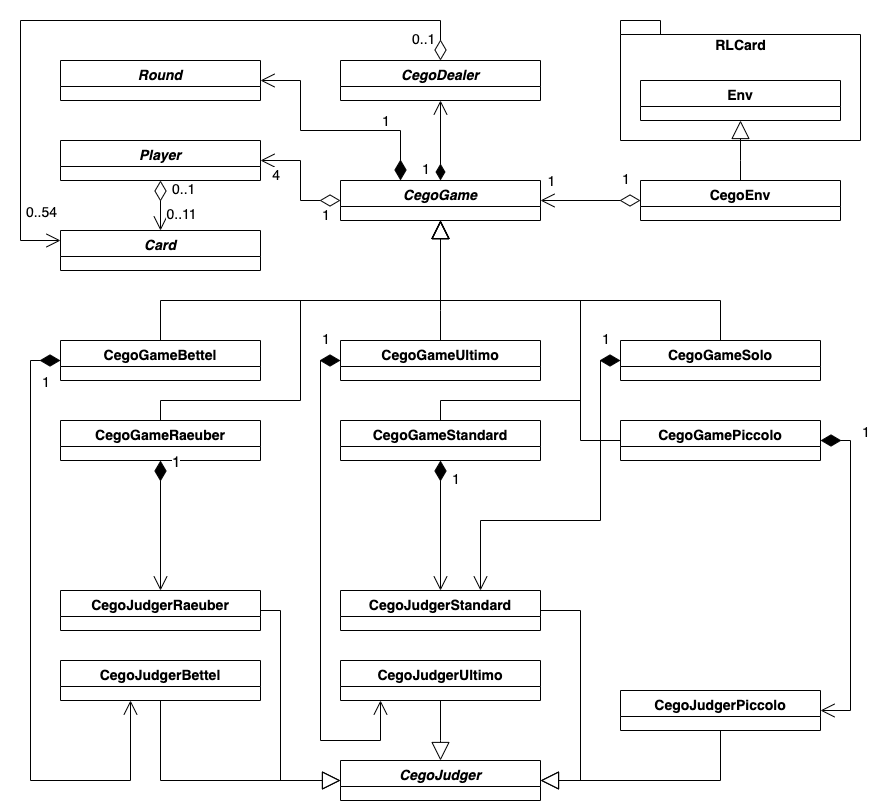 0..1
RLCard
Round
CegoDealer
Env
1
Player
1
4
1
1
0..1
CegoGame
CegoEnv
1
0..54
0..11
Card
1
1
CegoGameBettel
CegoGameUltimo
CegoGameSolo
1
CegoGameRaeuber
CegoGameStandard
CegoGamePiccolo
1
1
1
CegoJudgerRaeuber
CegoJudgerStandard
CegoJudgerBettel
CegoJudgerUltimo
CegoJudgerPiccolo
CegoJudger